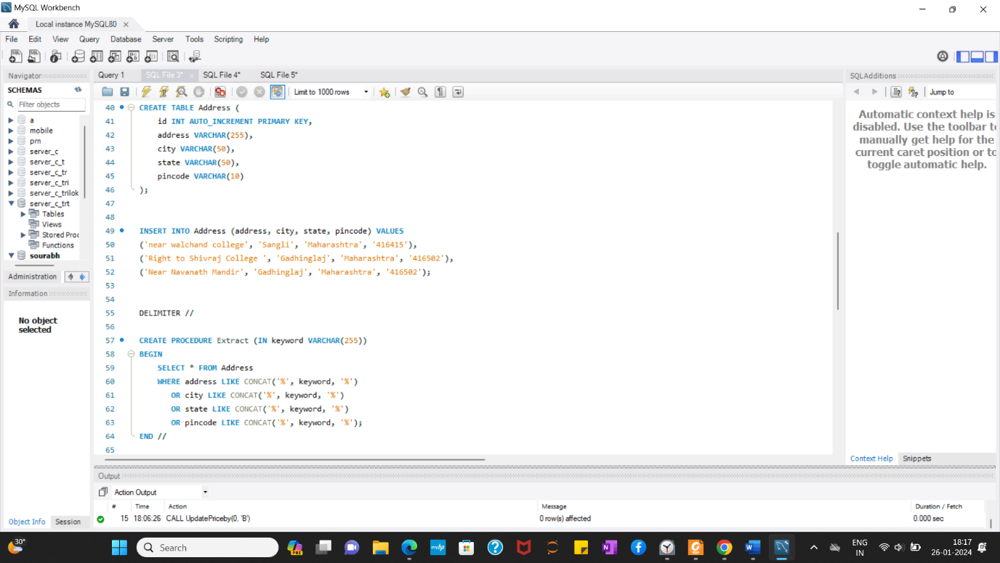 MySQL Workbench
Local instance MySQL80
File Edit View Query Database Server Tools Scripting Help
Navigator
SCHEMAS
Filter objects
a
mobile
prn
server_c
server_c_t
server_c_tr
server_c_tri
server_c_trilok
server_c_trt
Tables
Views
Stored Proc
Functions
sourabh
Administration
Information
No object
selected
Object Info Session
Query 1 SQL File 3* SQL File 4* SQL File 5*
Limit to 1000 rows
40 CREATE TABLE Address (
41 id INT AUTO_INCREMENT PRIMARY KEY,
42 address VARCHAR(255),
43 city VARCHAR(50),
44 state VARCHAR(50),
45 pincode VARCHAR(10)
46 );
47
48
49 INSERT INTO Address (address, city, state, pincode) VALUES
50 ('near walchand college', 'Sangli', 'Maharashtra', '416415'),
51 ('Right to Shivraj College ', 'Gadhinglaj', 'Maharashtra', '416502'),
52 ('Near Navanath Mandir', 'Gadhinglaj', 'Maharashtra', '416502');
53
54
55 DELIMITER //
56
57 CREATE PROCEDURE Extract (IN keyword VARCHAR(255))
58 BEGIN
59 SELECT * FROM Address
60 WHERE address LIKE CONCAT('%', keyword, '%')
61 OR city LIKE CONCAT('%', keyword, '%')
62 OR state LIKE CONCAT('%', keyword, '%')
63 OR pincode LIKE CONCAT('%', keyword, '%');
64 END //
65
SQLAdditions
Jump to
Automatic context help is
disabled. Use the toolbar to
manually get help for the
current caret position or to
toggle automatic help.
Context Help Snippets
Output
Action Output
# Time Action Message Duration / Fetch
15 18:06:26 CALL UpdatePriceby(0, 'B') 0 row(s) affected 0.000 sec
30°
Search
PRE
myhp
ENG
IN
18:17
26-01-2024